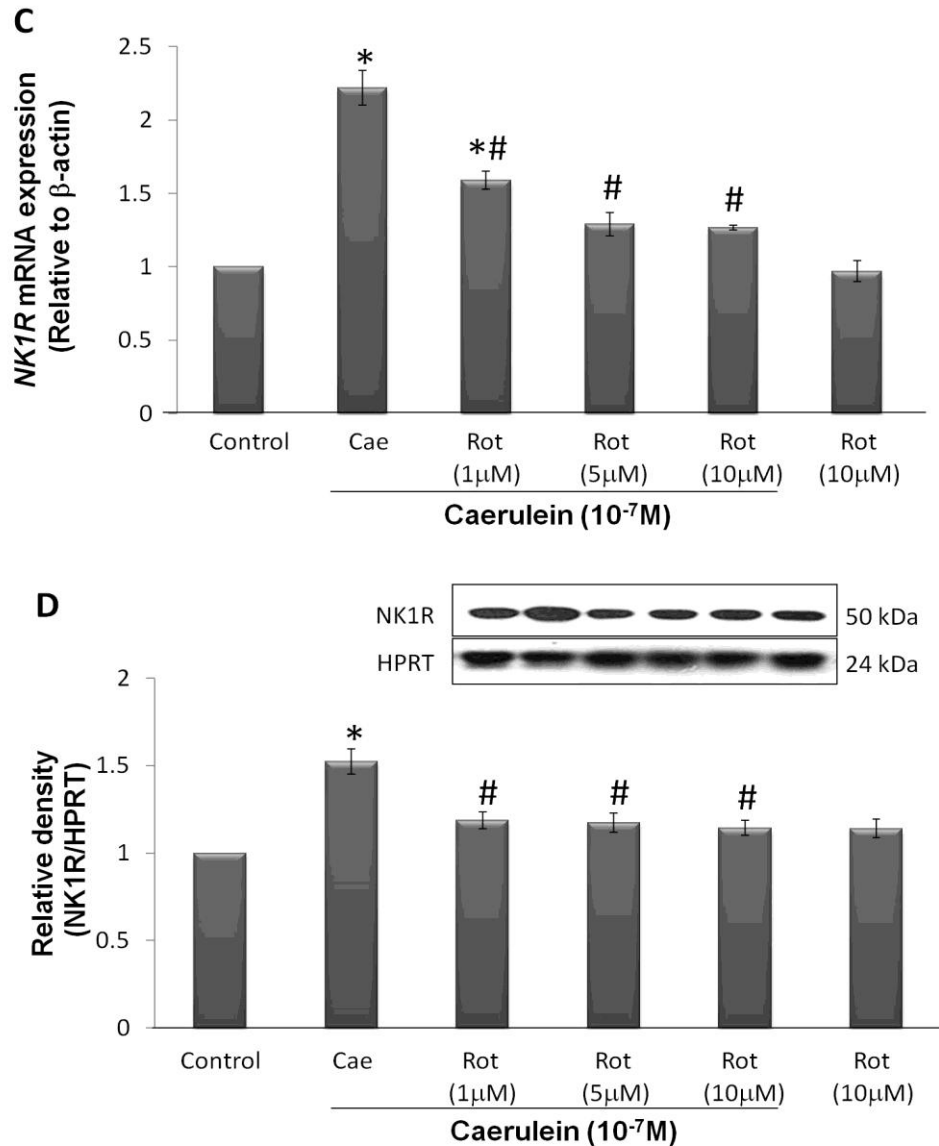 C
NK1R mRNA expression
(Relative to β-actin)
2.5
2
1.5
1
0.5
0
*
*#
#
#
Control Cae Rot Rot Rot Rot
(1μM) (5μM) (10μM) (10μM)
Caerulein (10⁻⁷M)
D
NK1R 50 kDa
HPRT 24 kDa
Relative density
(NK1R/HPRT)
2
1.5
1
0.5
0
*
#
#
#
Control Cae Rot Rot Rot Rot
(1μM) (5μM) (10μM) (10μM)
Caerulein (10⁻⁷M)